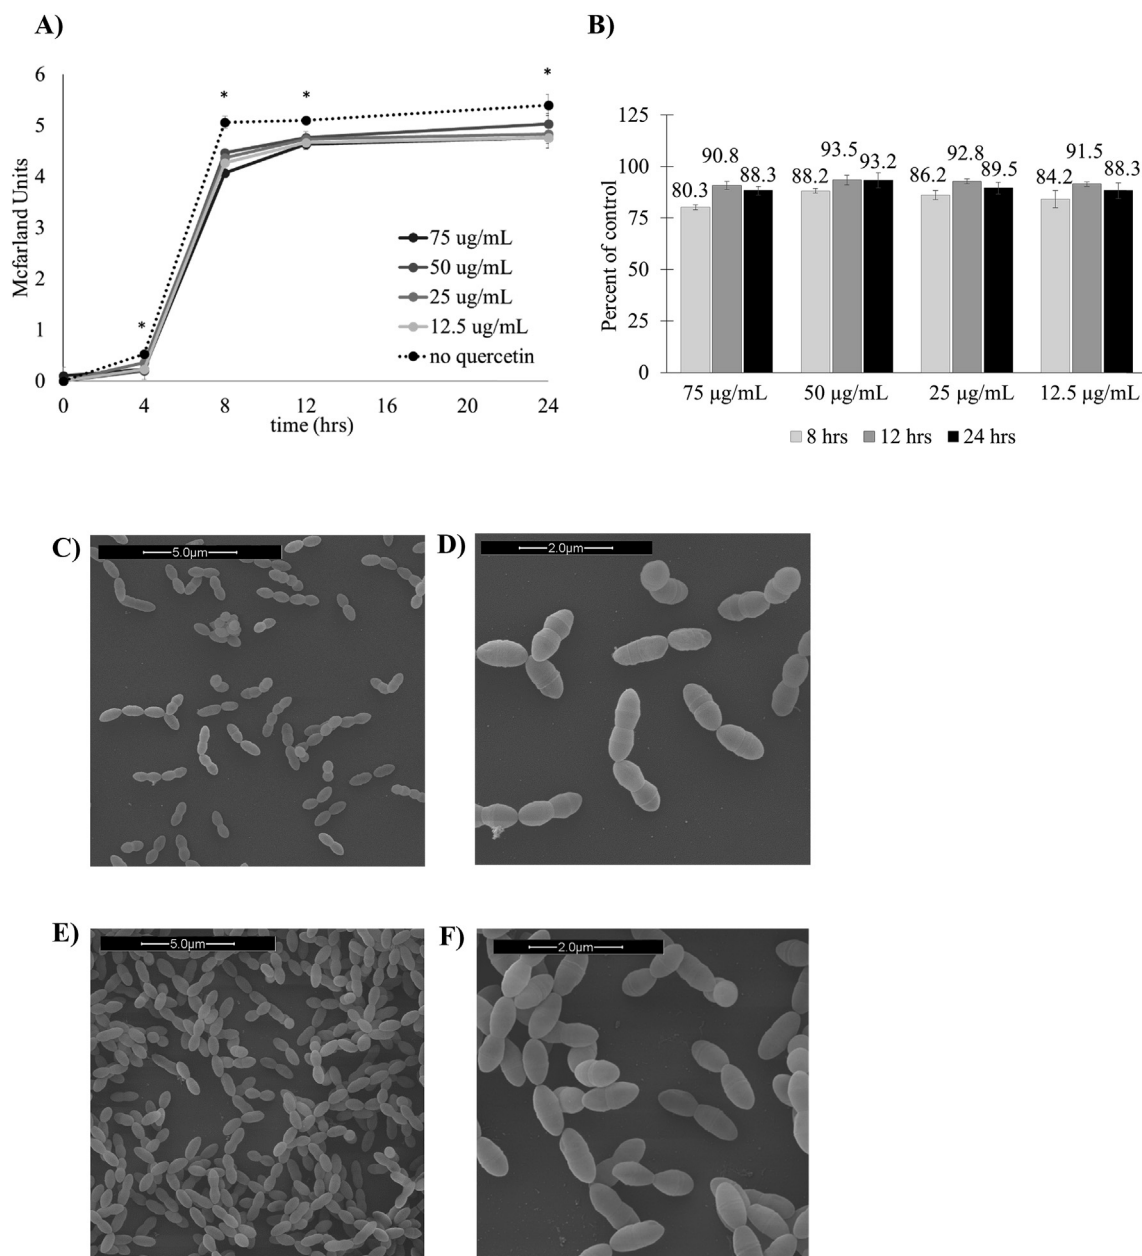 A)
6
5
4
3
2
1
0
Mcfarland Units
* * * *
75 ug/mL
50 ug/mL
25 ug/mL
12.5 ug/mL
no quercetin
0 4 8 12 16 20 24
time (hrs)
B)
125
100
75
50
25
0
Percent of control
80.3 90.8 88.3 88.2 93.5 93.2 86.2 92.8 89.5 84.2 91.5 88.3
75 µg/mL 50 µg/mL 25 µg/mL 12.5 µg/mL
8 hrs 12 hrs 24 hrs
C)
5.0µm
D)
2.0µm
E)
5.0µm
F)
2.0µm